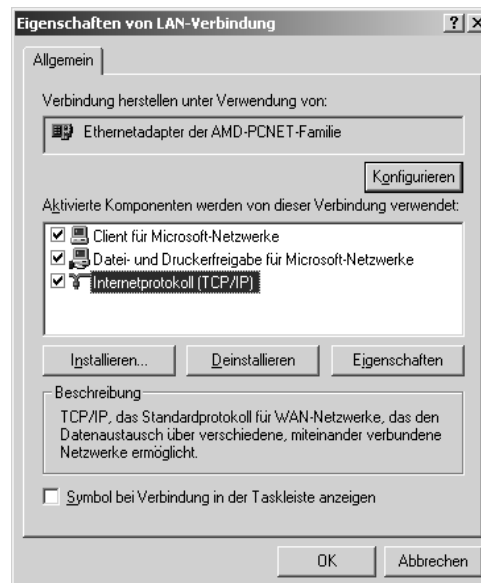 Eigenschaften von LAN-Verbindung
Allgemein
Verbindung herstellen unter Verwendung von:
Ethernetadapter der AMD-PCNET-Familie
Konfigurieren
Aktivierte Komponenten werden von dieser Verbindung verwendet:
Client für Microsoft-Netzwerke
Datei- und Druckerfreigabe für Microsoft-Netzwerke
Internetprotokoll (TCP/IP)
Installieren...
Deinstallieren
Eigenschaften
Beschreibung
TCP/IP, das Standardprotokoll für WAN-Netzwerke, das den
Datenaustausch über verschiedene, miteinander verbundene
Netzwerke ermöglicht.
Symbol bei Verbindung in der Taskleiste anzeigen
OK
Abbrechen